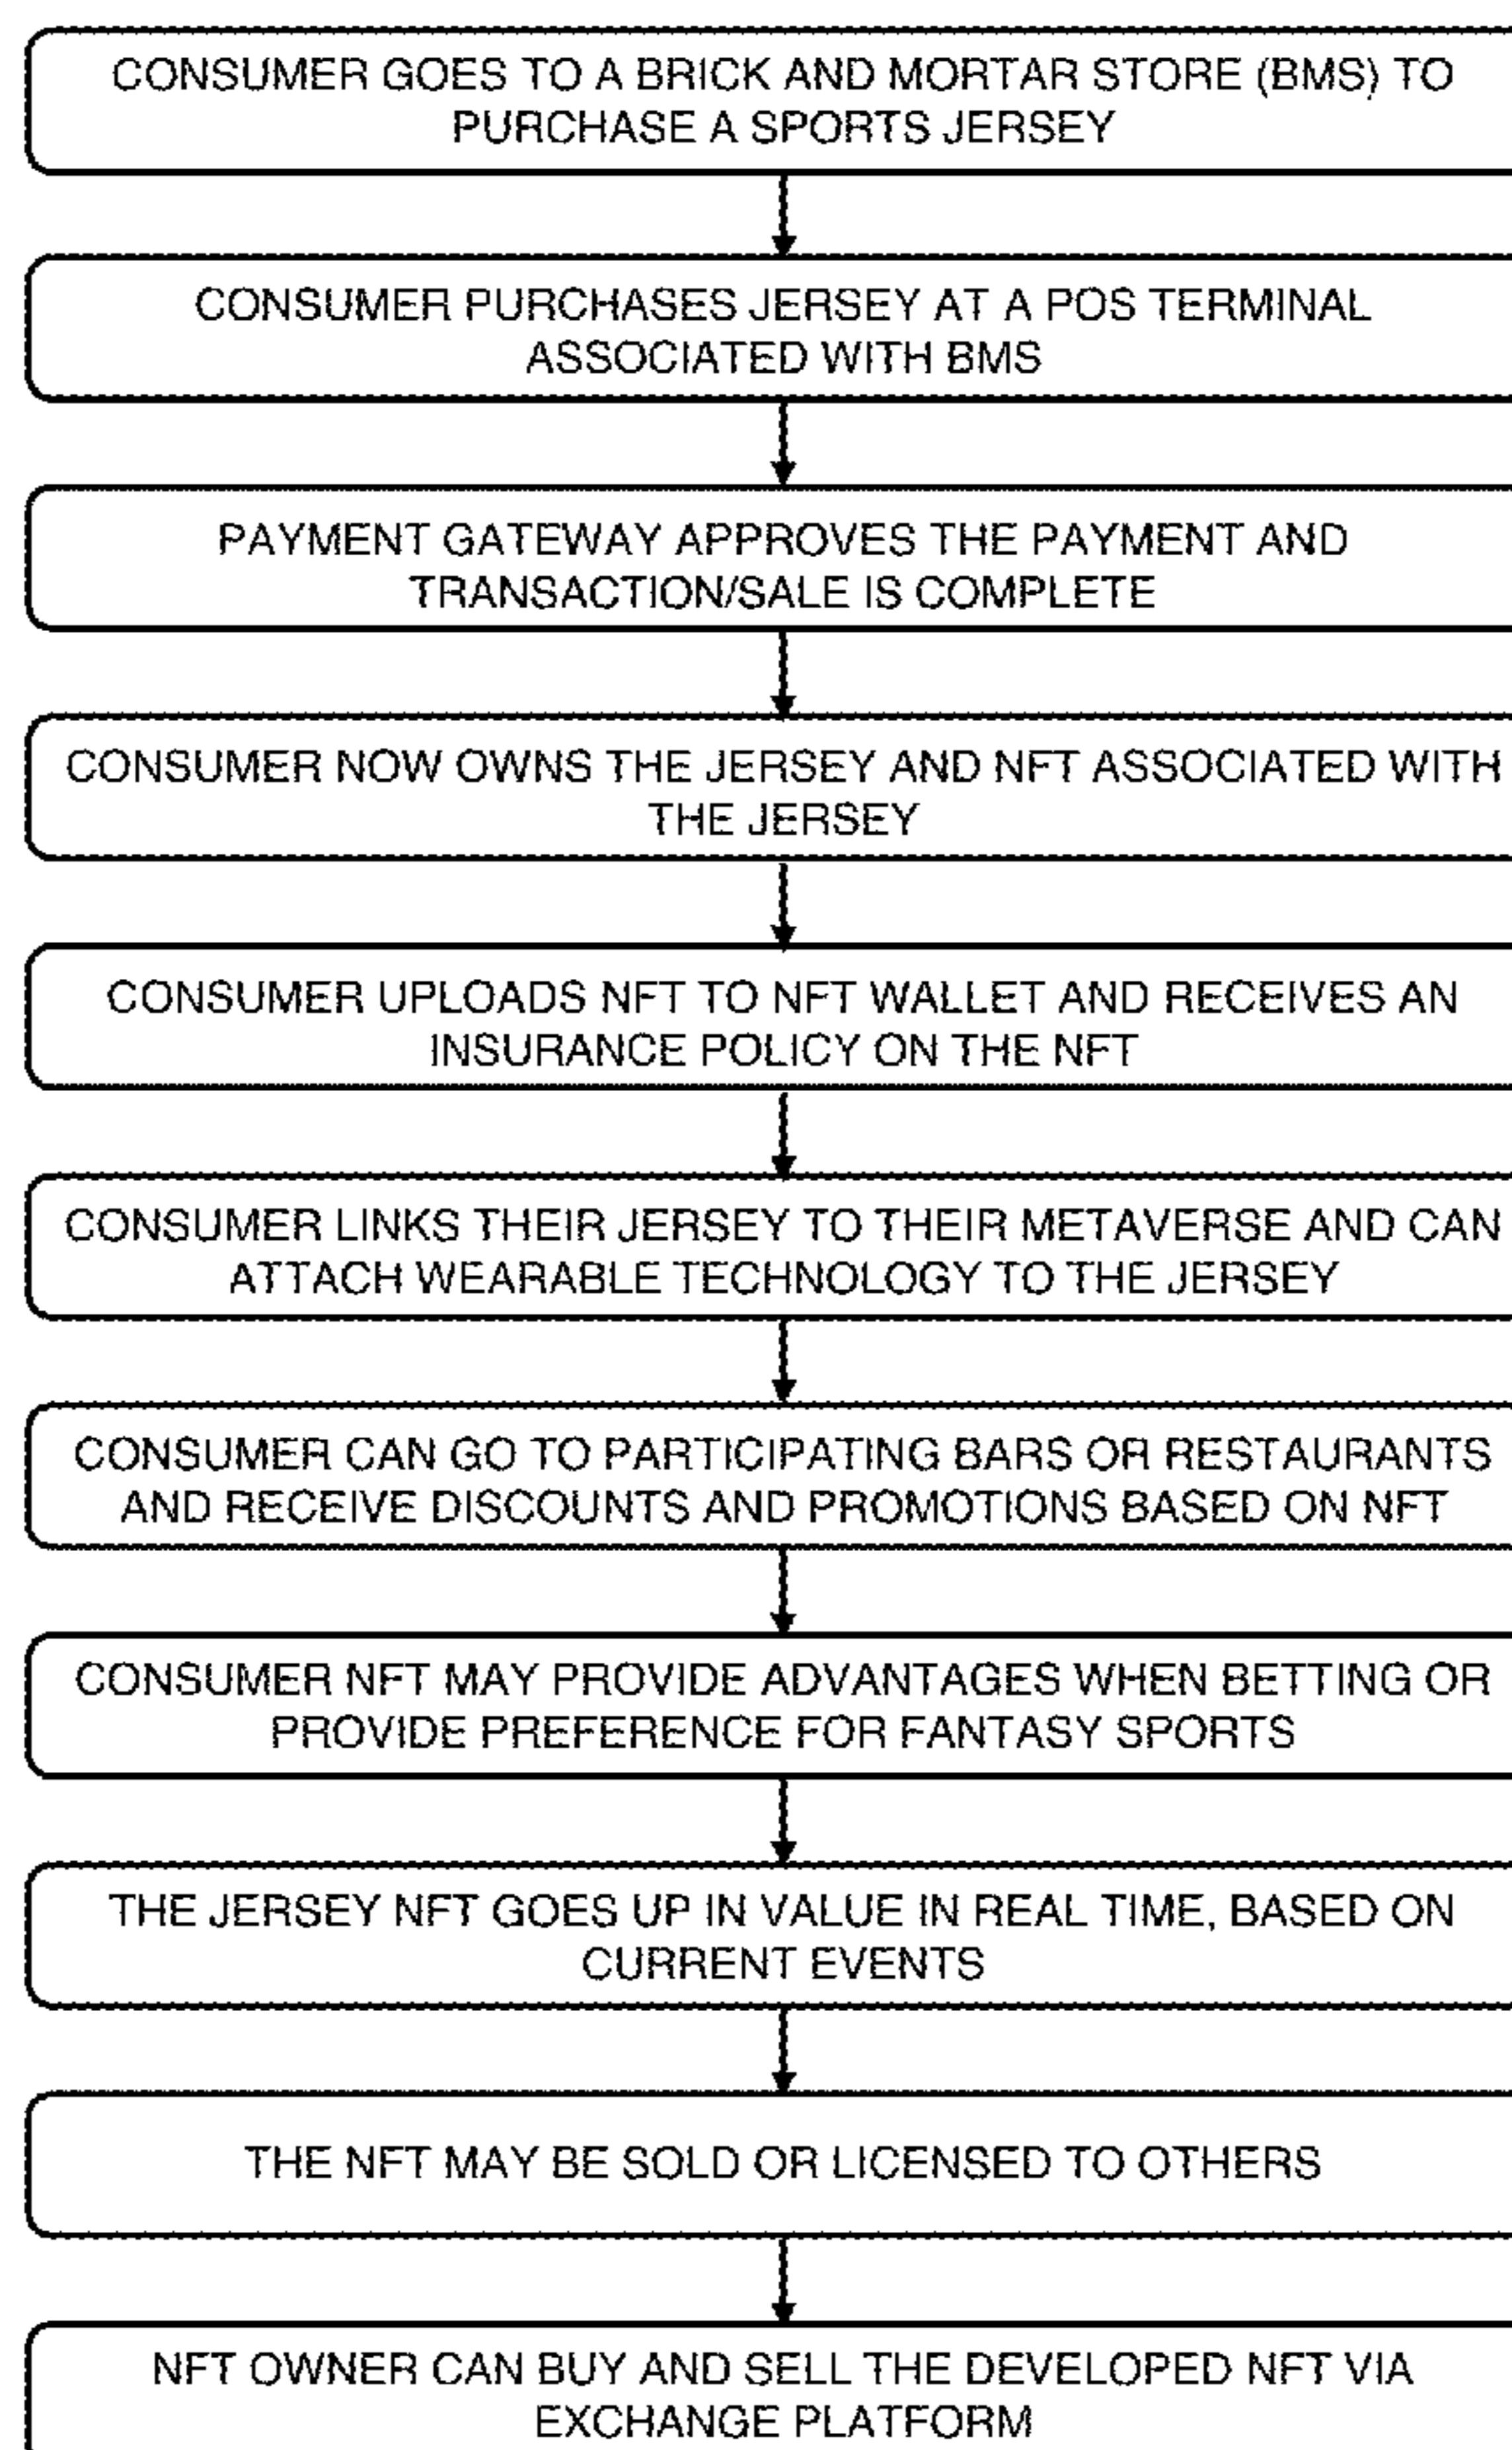 CONSUMER GOES TO A BRICK AND MORTAR STORE (BMS) TO
PURCHASE A SPORTS JERSEY
CONSUMER PURCHASES JERSEY AT A POS TERMINAL
ASSOCIATED WITH BMS
PAYMENT GATEWAY APPROVES THE PAYMENT AND
TRANSACTION/SALE IS COMPLETE
CONSUMER NOW OWNS THE JERSEY AND NFT ASSOCIATED WITH
THE JERSEY
CONSUMER UPLOADS NFT TO NFT WALLET AND RECEIVES AN
INSURANCE POLICY ON THE NFT
CONSUMER LINKS THEIR JERSEY TO THEIR METAVERSE AND CAN
ATTACH WEARABLE TECHNOLOGY TO THE JERSEY
CONSUMER CAN GO TO PARTICIPATING BARS OR RESTAURANTS
AND RECEIVE DISCOUNTS AND PROMOTIONS BASED ON NFT
CONSUMER NFT MAY PROVIDE ADVANTAGES WHEN BETTING OR
PROVIDE PREFERENCE FOR FANTASY SPORTS
THE JERSEY NFT GOES UP IN VALUE IN REAL TIME, BASED ON
CURRENT EVENTS
THE NFT MAY BE SOLD OR LICENSED TO OTHERS
NFT OWNER CAN BUY AND SELL THE DEVELOPED NFT VIA
EXCHANGE PLATFORM